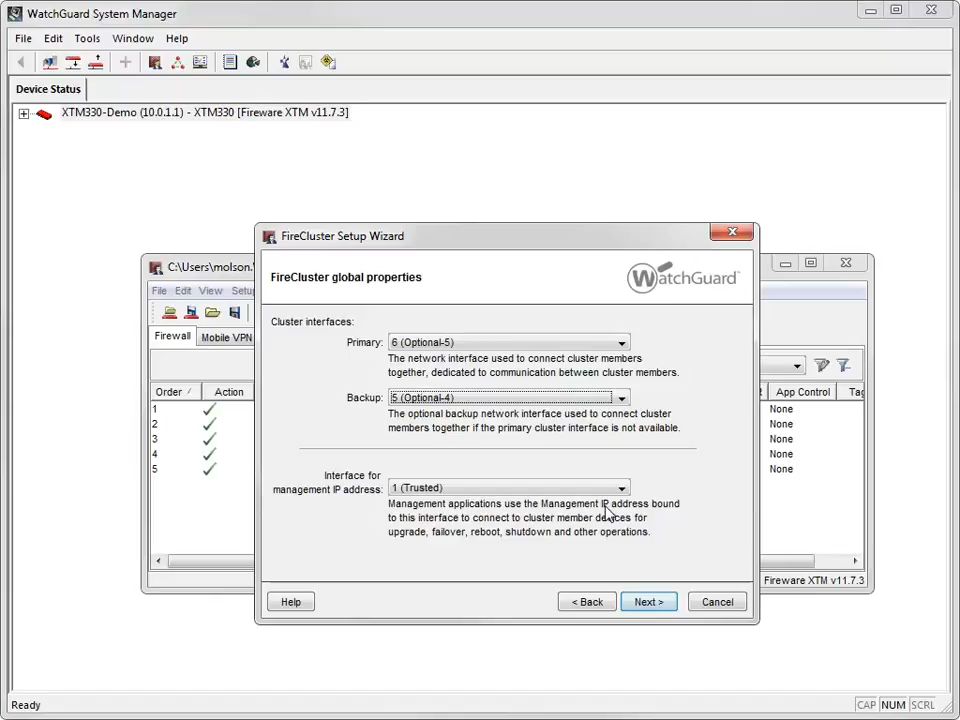 WatchGuard System Manager
File Edit Tools Window Help
Device Status
XTM330-Demo (10.0.1.1) - XTM330 [Fireware XTM v11.7.3]
C:\Users\molson.
File Edit View Setu
Firewall Mobile VPN
Order / Action App Control Tag
1 None
2 None
3 None
4 None
5 None
Fireware XTM v11.7.3
FireCluster Setup Wizard
FireCluster global properties
WatchGuard
Cluster interfaces:
Primary: 6 (Optional-5)
The network interface used to connect cluster members
together, dedicated to communication between cluster members.
Backup: 5 (Optional-4)
The optional backup network interface used to connect cluster
members together if the primary cluster interface is not available.
Interface for
management IP address: 1 (Trusted)
Management applications use the Management IP address bound
to this interface to connect to cluster member devices for
upgrade, failover, reboot, shutdown and other operations.
Help < Back Next > Cancel
Ready CAP NUM SCRL